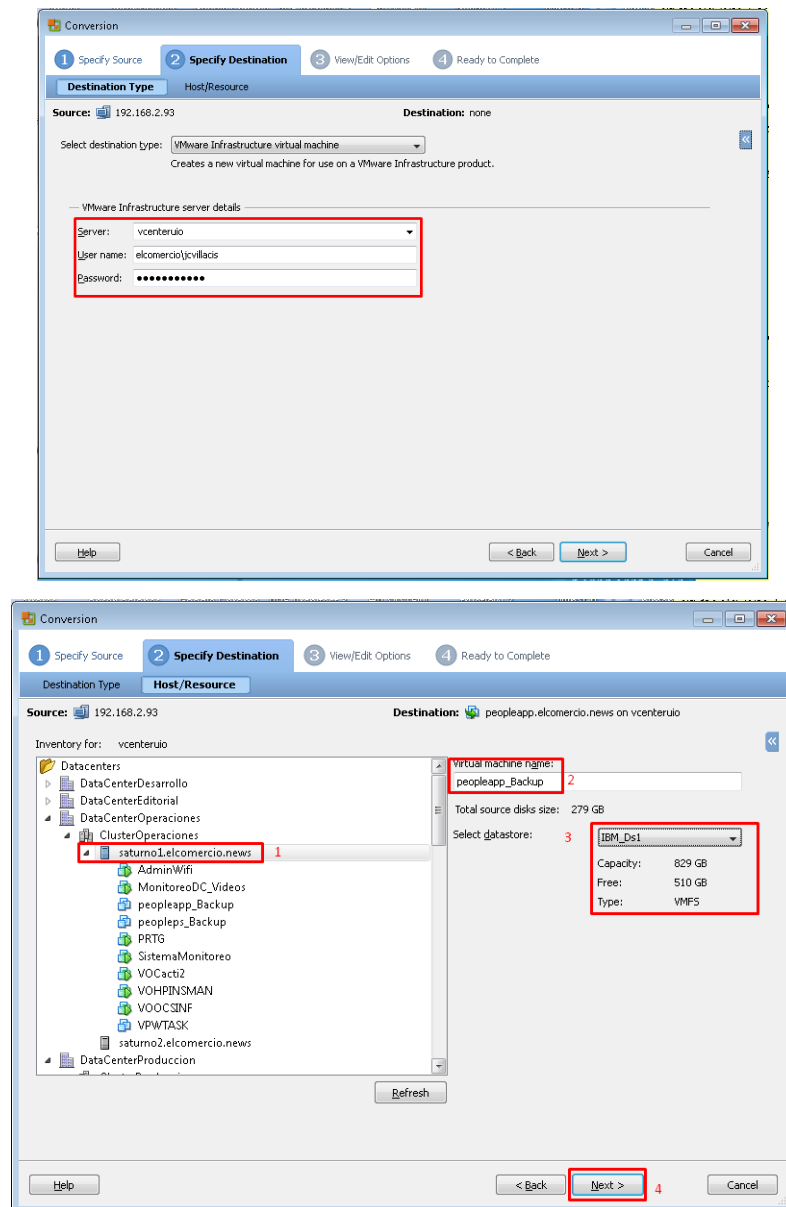 Conversion
1 Specify Source 2 Specify Destination 3 View/Edit Options 4 Ready to Complete
Destination Type Host/Resource
Source: 192.168.2.93 Destination: none
Select destination type: VMware Infrastructure virtual machine
Creates a new virtual machine for use on a VMware Infrastructure product.
VMware Infrastructure server details
Server: vcenteruio
User name: elcomercio\jcvillacis
Password: ●●●●●●●●●●●
Help < Back Next > Cancel
Conversion
1 Specify Source 2 Specify Destination 3 View/Edit Options 4 Ready to Complete
Destination Type Host/Resource
Source: 192.168.2.93 Destination: peopleapp.elcomercio.news on vcenteruio
Inventory for: vcenteruio
Datacenters
DataCenterDesarrollo
DataCenterEditorial
DataCenterOperaciones
ClusterOperaciones
saturno1.elcomercio.news 1
AdminWifi
MonitoreoDC_Videos
peopleapp_Backup
peopleps_Backup
PRTG
SistemaMonitoreo
VOCacti2
VOHPINSMAN
VOOCSINF
VPWTASK
saturno2.elcomercio.news
DataCenterProduccion
Virtual machine name:
peopleapp_Backup 2
Total source disks size: 279 GB
Select datastore: 3 IBM_Ds1
Capacity: 829 GB
Free: 510 GB
Type: VMFS
Refresh
Help < Back Next > 4 Cancel